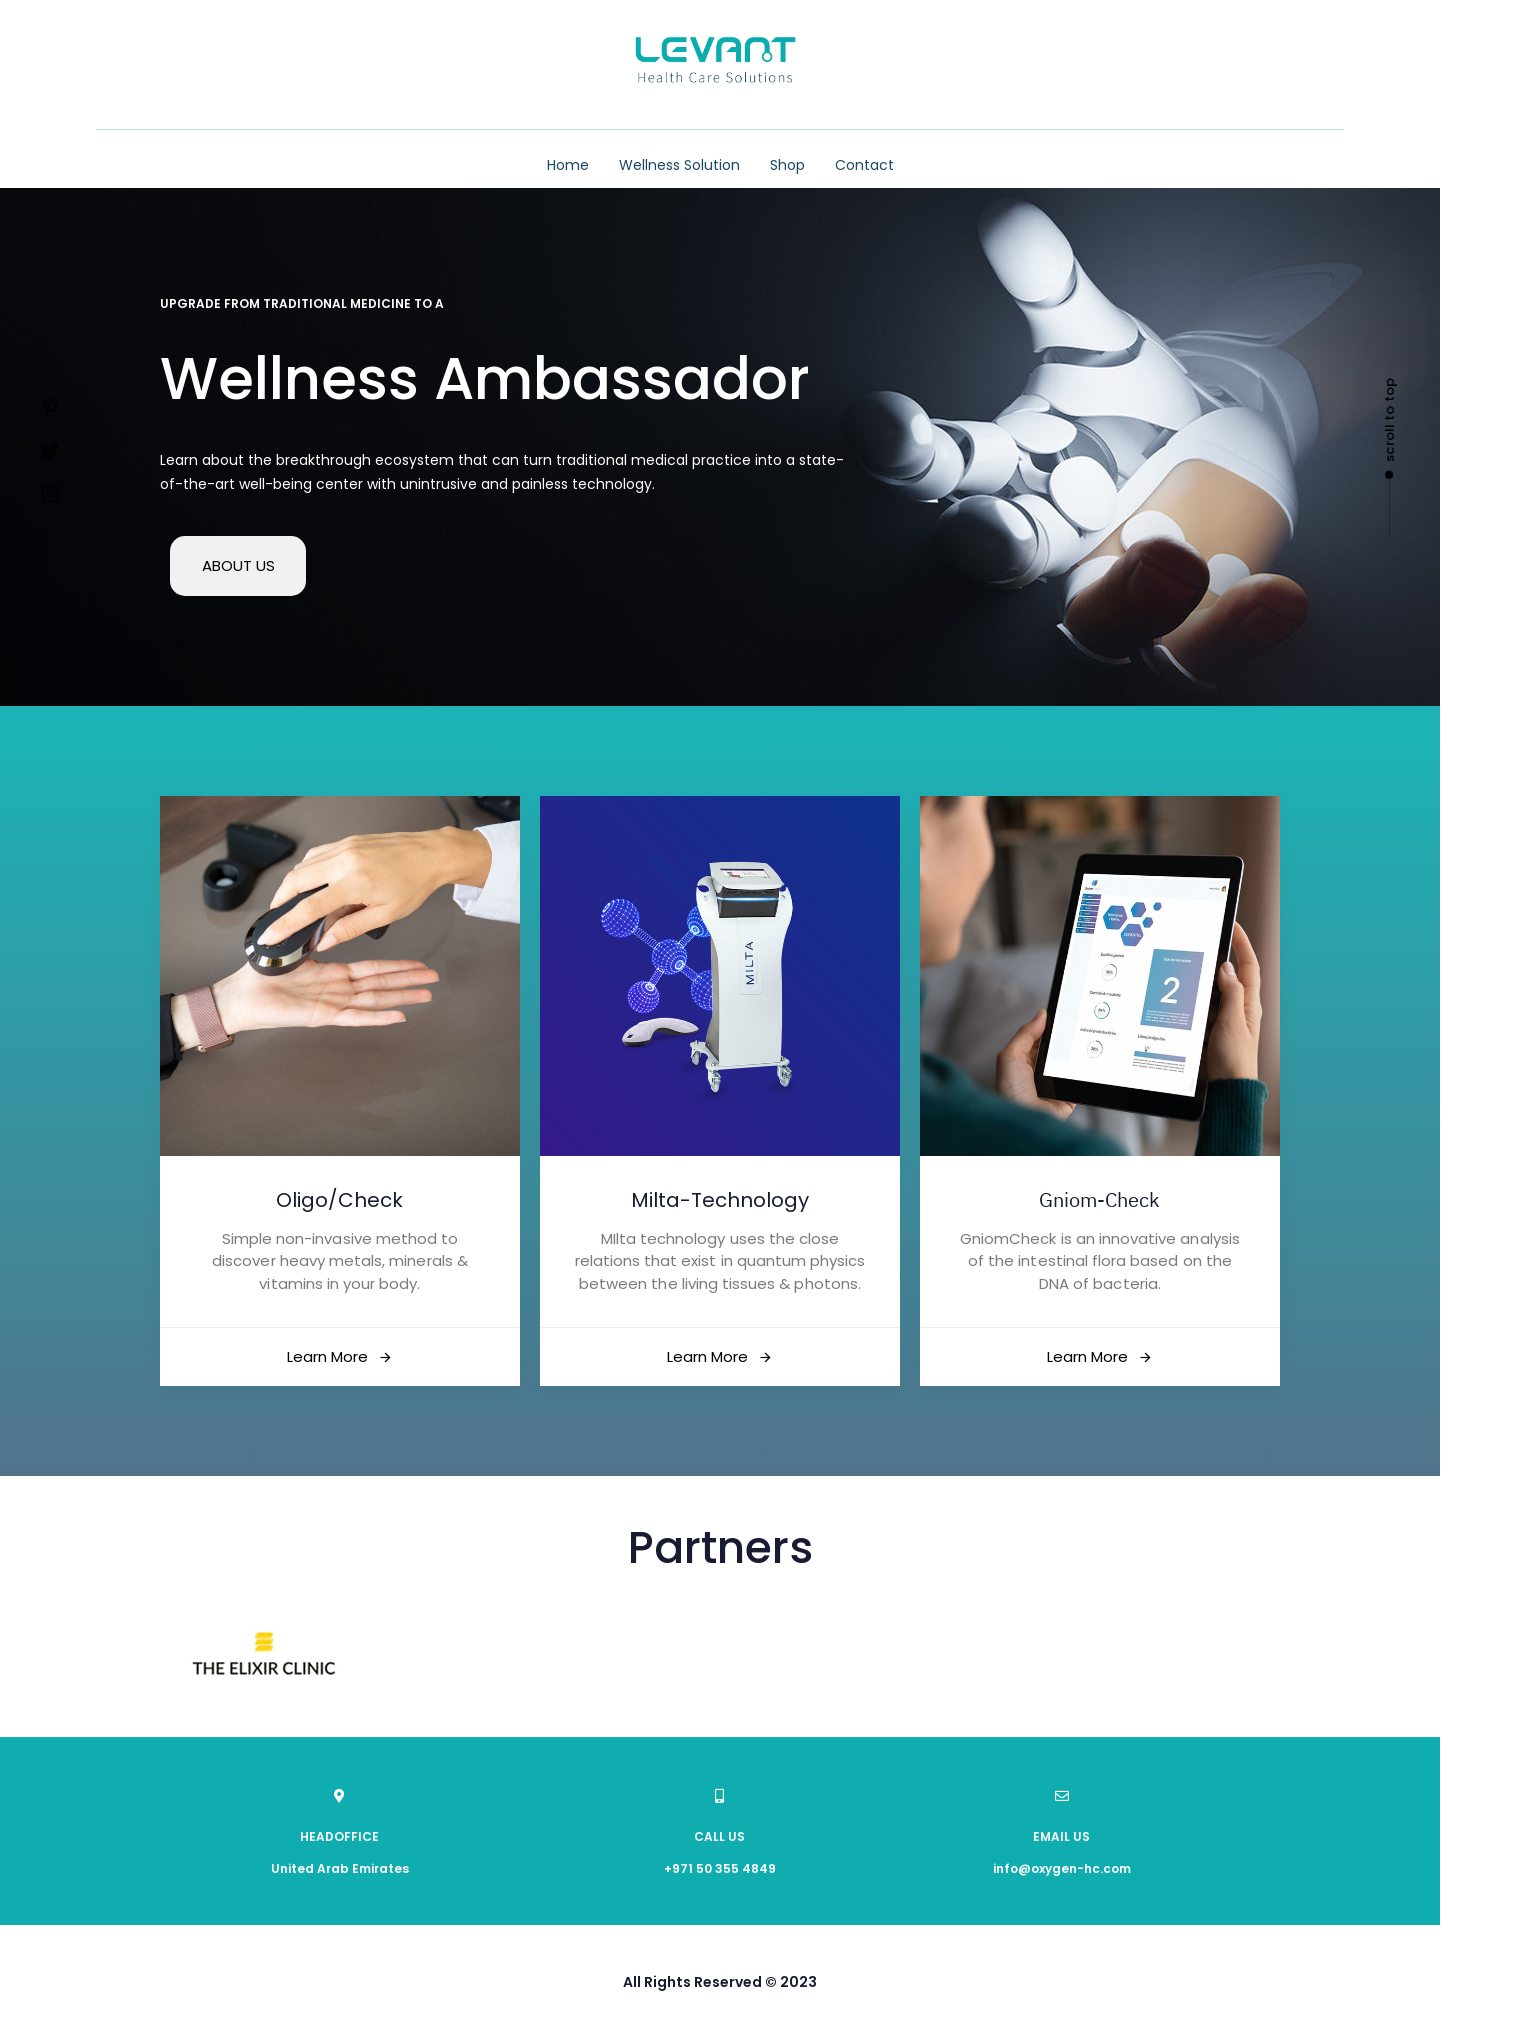 LEVANT
Health Care Solutions
Home
Wellness Solution
Shop
Contact
UPGRADE FROM TRADITIONAL MEDICINE TO A
Wellness Ambassador
Learn about the breakthrough ecosystem that can turn traditional medical practice into a state-
of-the-art well-being center with unintrusive and painless technology.
ABOUT US
scroll to top
MILTA
2
Oligo/Check
Simple non-invasive method to
discover heavy metals, minerals &
vitamins in your body.
Learn More
Milta-Technology
MIlta technology uses the close
relations that exist in quantum physics
between the living tissues & photons.
Learn More
Gniom-Check
GniomCheck is an innovative analysis
of the intestinal flora based on the
DNA of bacteria.
Learn More
Partners
THE ELIXIR CLINIC
HEADOFFICE
United Arab Emirates
CALL US
+971 50 355 4849
EMAIL US
info@oxygen-hc.com
All Rights Reserved © 2023